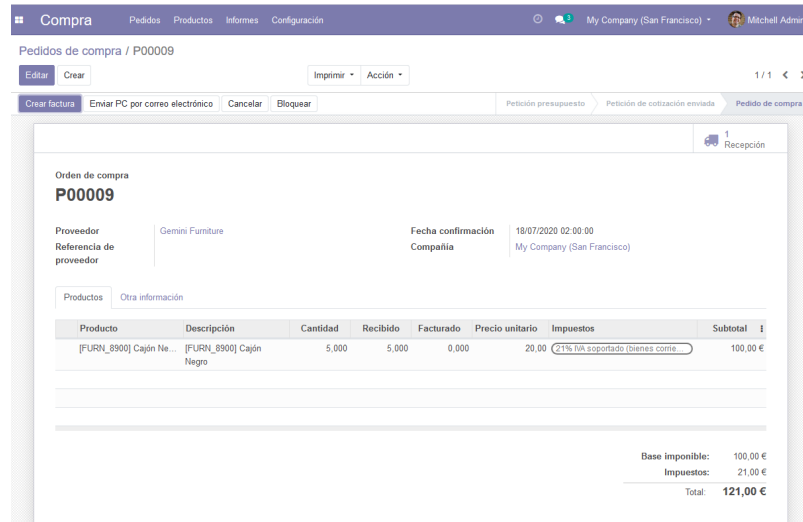 Compra Pedidos Productos Informes Configuración 3 My Company (San Francisco) Mitchell Admin
Pedidos de compra / P00009
Editar Crear Imprimir Acción 1 / 1
Crear factura Enviar PC por correo electrónico Cancelar Bloquear Petición presupuesto Petición de cotización enviada Pedido de compra
1
Recepción
Orden de compra
P00009
Proveedor Gemini Furniture Fecha confirmación 18/07/2020 02:00:00
Referencia de Compañía My Company (San Francisco)
proveedor
Productos Otra información
Producto Descripción Cantidad Recibido Facturado Precio unitario Impuestos Subtotal
[FURN_8900] Cajón Ne... [FURN_8900] Cajón 5,000 5,000 0,000 20,00 21% IVA soportado (bienes corrie... 100,00 €
Negro
Base imponible: 100,00 €
Impuestos: 21,00 €
Total: 121,00 €